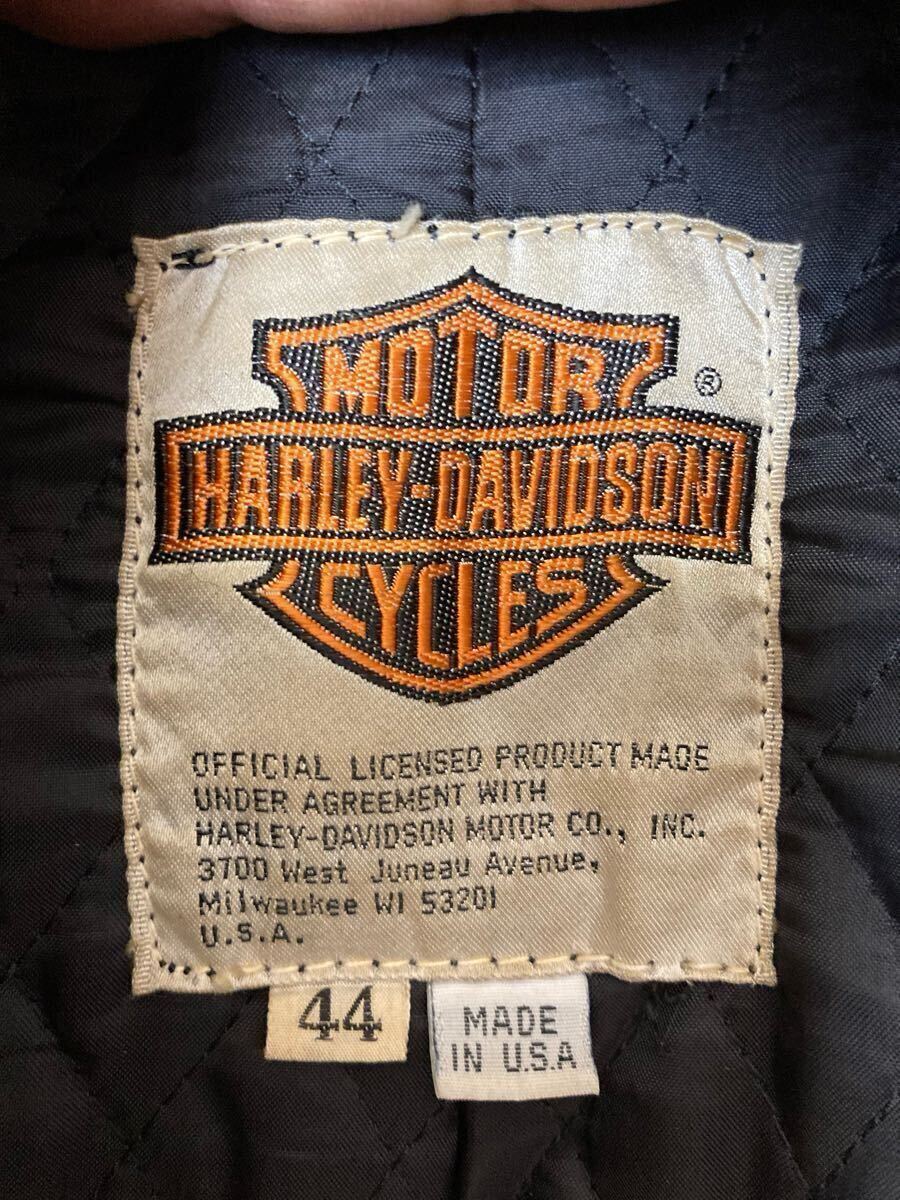 MOTOR
®
HARLEY-DAVIDSON
CYCLES
OFFICIAL LICENSED PRODUCT MADE
UNDER AGREEMENT WITH
HARLEY-DAVIDSON MOTOR CO., INC.
3700 West Juneau Avenue,
Milwaukee WI 53201
U.S.A.
44
MADE
IN U.S.A